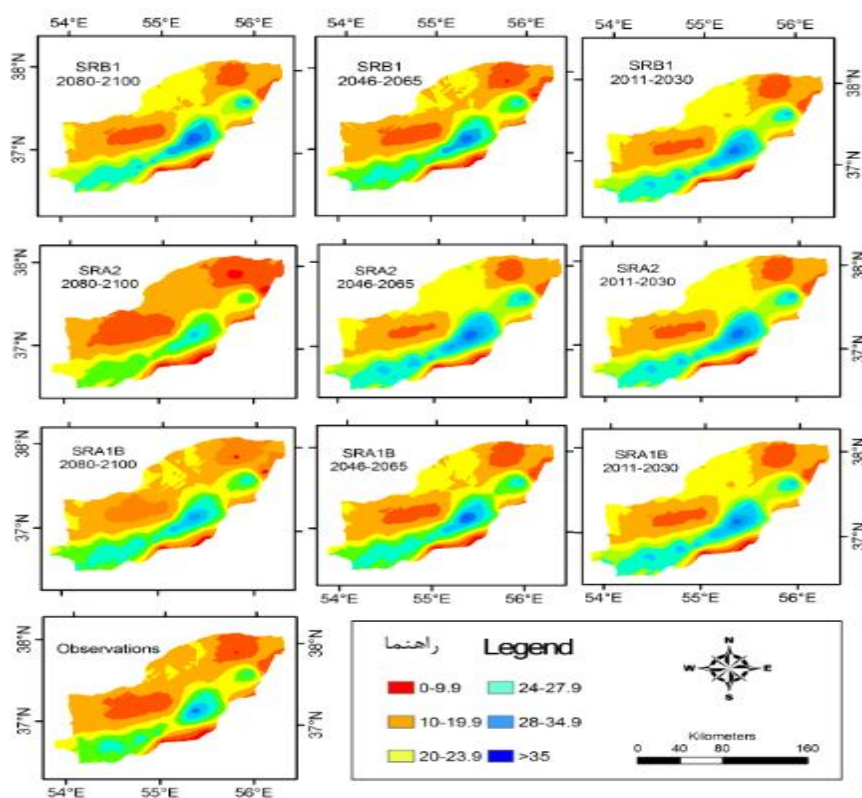 54°E 55°E 56°E 54°E 55°E 56°E
38°N
37°N
SRB1
2080-2100
SRB1
2046-2065
SRB1
2011-2030
38°N
37°N
38°N
37°N
SRA2
2080-2100
SRA2
2046-2065
SRA2
2011-2030
38°N
37°N
38°N
37°N
SRA1B
2080-2100
SRA1B
2046-2065
SRA1B
2011-2030
38°N
37°N
54°E 55°E 56°E 54°E 55°E 56°E
38°N
37°N
Observations
38°N
37°N
54°E 55°E 56°E
راهنما Legend
0-9.9 24-27.9
10-19.9 28-34.9
20-23.9 >35
N
W E
S
Kilometers
0 40 80 160